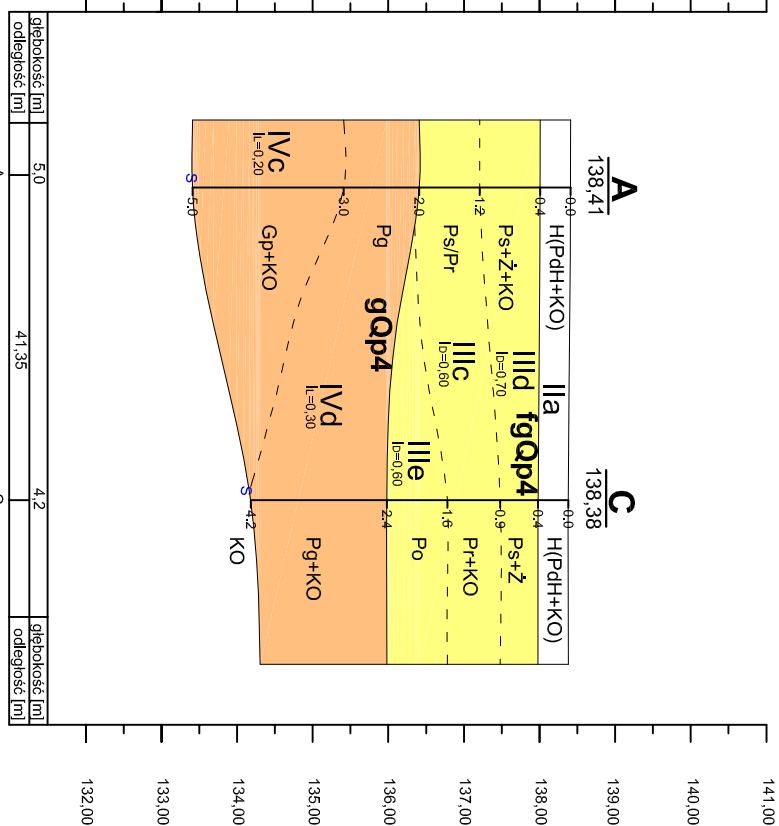 A
138,41
C
138,38
0.0
0.4
1.2
2.0
3.0
5.0
S
0.0
0.4
0.9
1.6
2.4
4.2
S
H(PdH+KO)
IIa
H(PdH+KO)
Ps+Ż+KO
IIId
ID=0,70
fgQp4
Ps+Ż
Ps/Pr
IIIc
ID=0,60
Pr+KO
IIIe
ID=0,60
Po
Pg
gQp4
IVd
IL=0,30
Pg+KO
IVc
IL=0,20
Gp+KO
KO
141,00
140,00
139,00
138,00
137,00
136,00
135,00
134,00
133,00
132,00
głębokość [m]
5,0
4,2
głębokość [m]
odległość [m]
41,35
odległość [m]